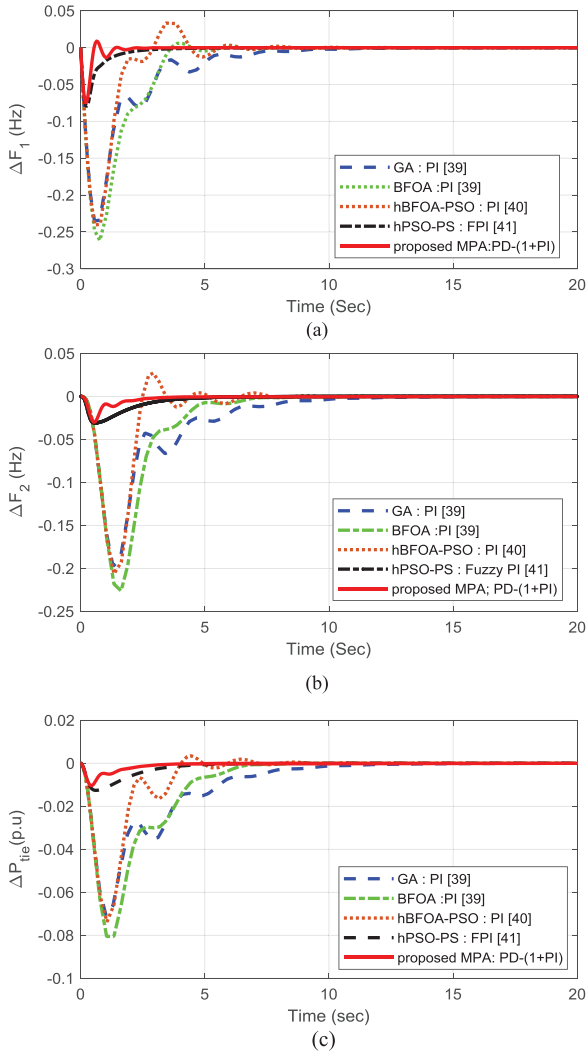 0.05
0
-0.05
-0.1
-0.15
-0.2
-0.25
-0.3
ΔF1 (Hz)
GA : PI [39]
BFOA :PI [39]
hBFOA-PSO : PI [40]
hPSO-PS : FPI [41]
proposed MPA:PD-(1+PI)
0 5 10 15 20
Time (Sec)
(a)
0.05
0
-0.05
-0.1
-0.15
-0.2
-0.25
ΔF2 (Hz)
GA : PI [39]
BFOA :PI [39]
hBFOA-PSO : PI [40]
hPSO-PS : Fuzzy PI [41]
proposed MPA; PD-(1+PI)
0 5 10 15 20
Time (Sec)
(b)
0.02
0
-0.02
-0.04
-0.06
-0.08
-0.1
ΔPtie(p.u)
GA : PI [39]
BFOA :PI [39]
hBFOA-PSO : PI [40]
hPSO-PS : FPI [41]
proposed MPA: PD-(1+PI)
0 5 10 15 20
Time (sec)
(c)